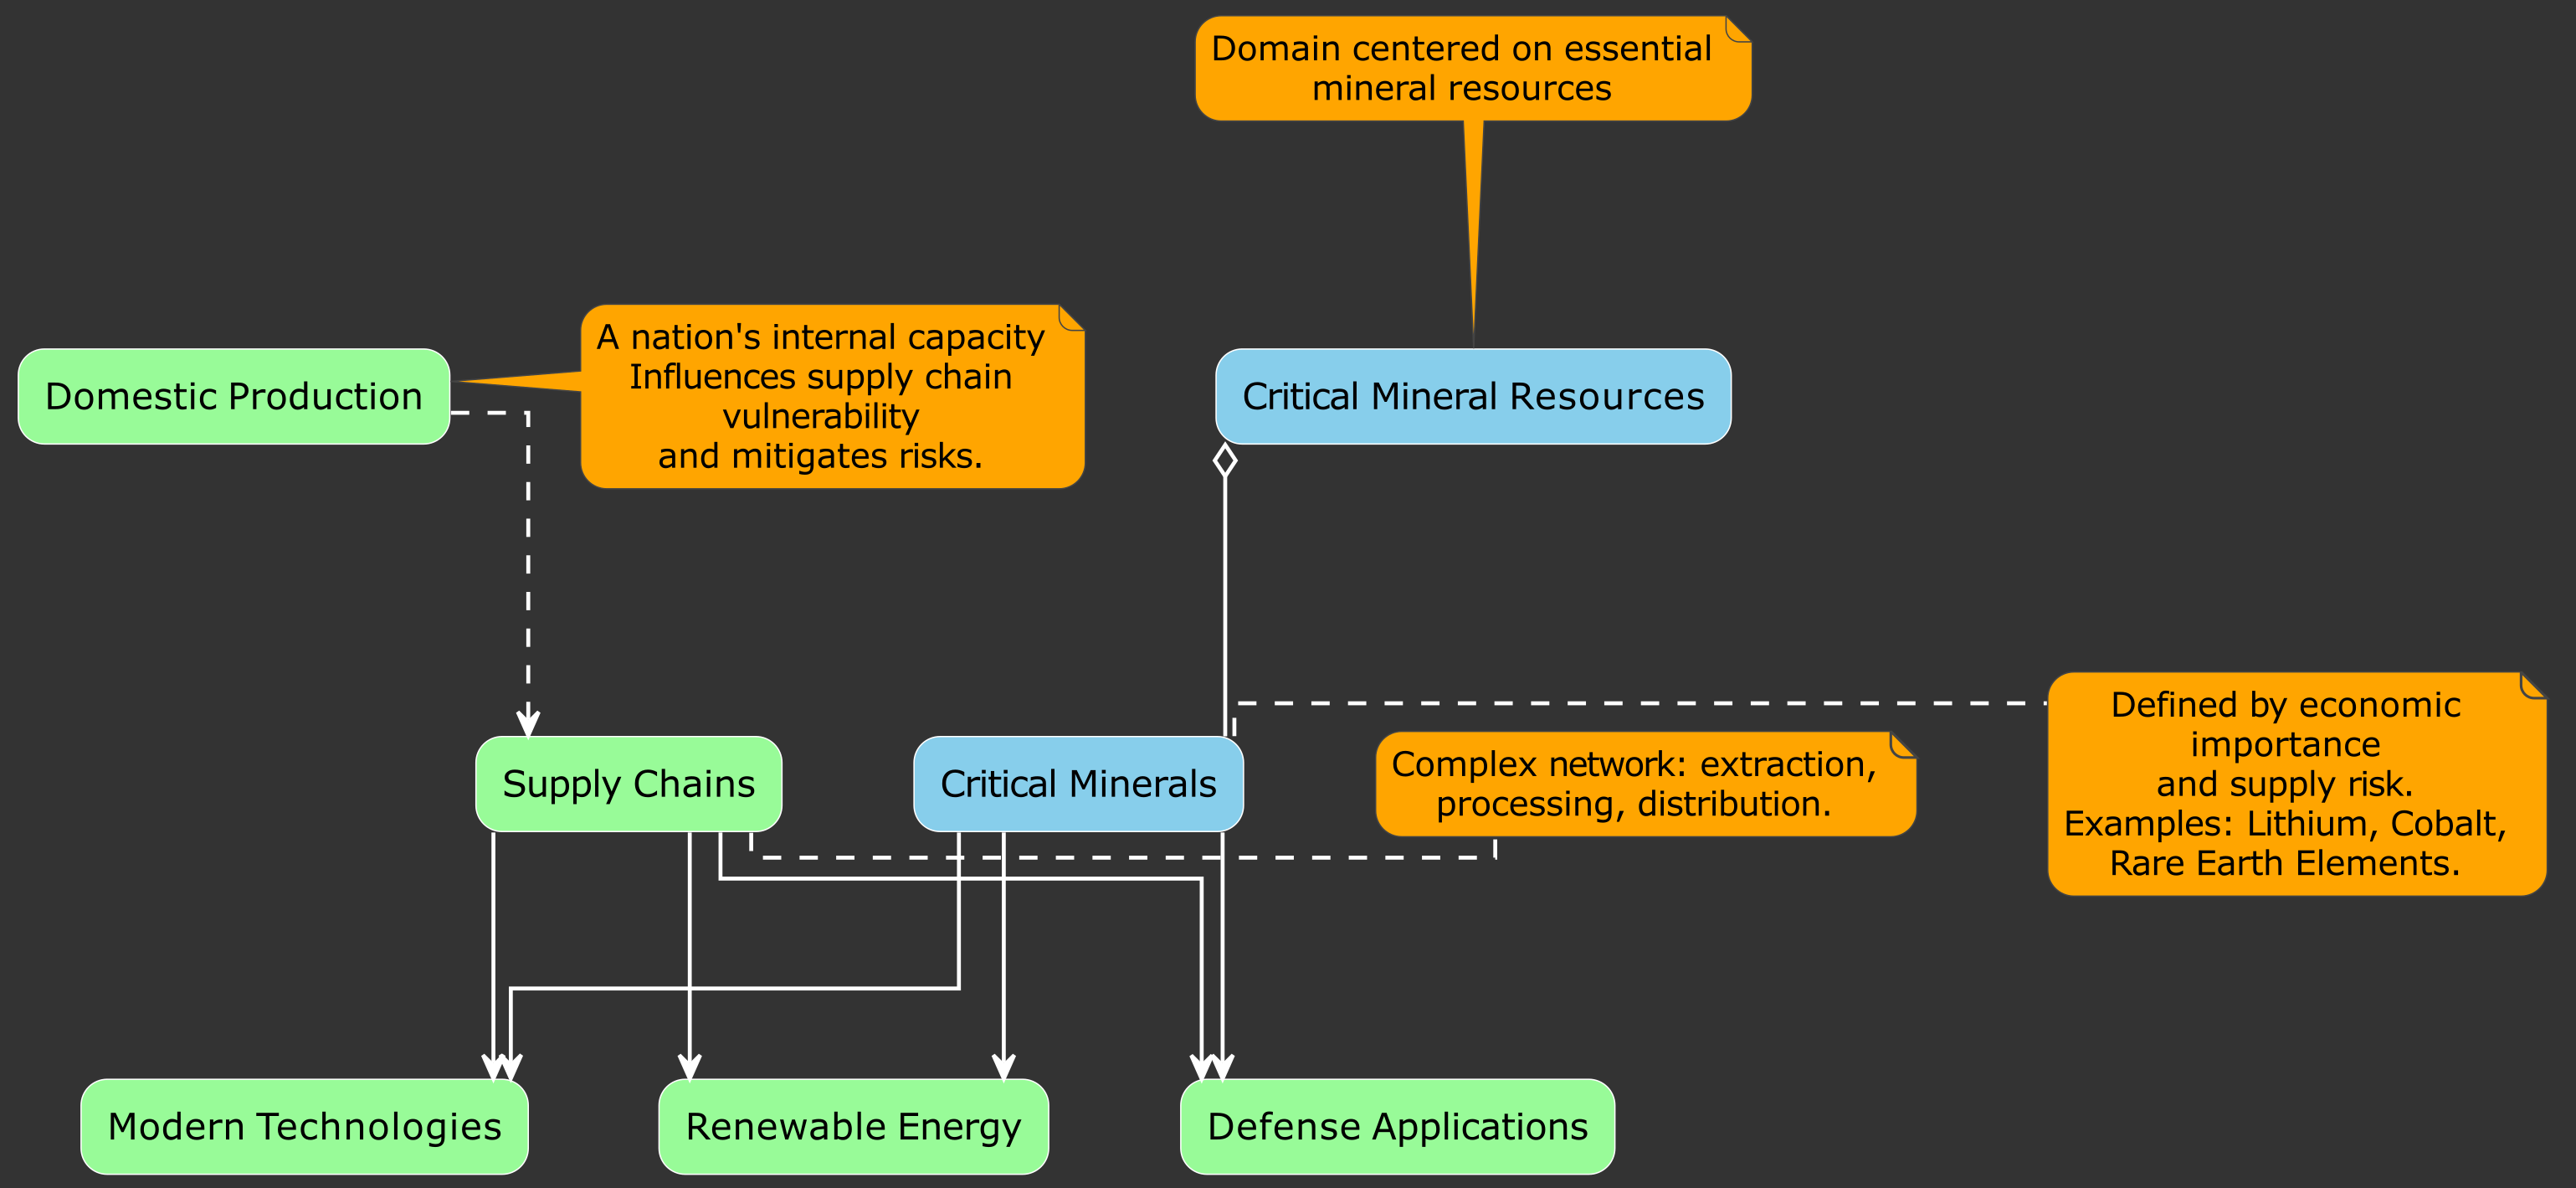 Domain centered on essential
mineral resources
Domestic Production
A nation's internal capacity
Influences supply chain
vulnerability
and mitigates risks.
Critical Mineral Resources
Supply Chains
Critical Minerals
Complex network: extraction,
processing, distribution.
Defined by economic
importance
and supply risk.
Examples: Lithium, Cobalt,
Rare Earth Elements.
Modern Technologies
Renewable Energy
Defense Applications